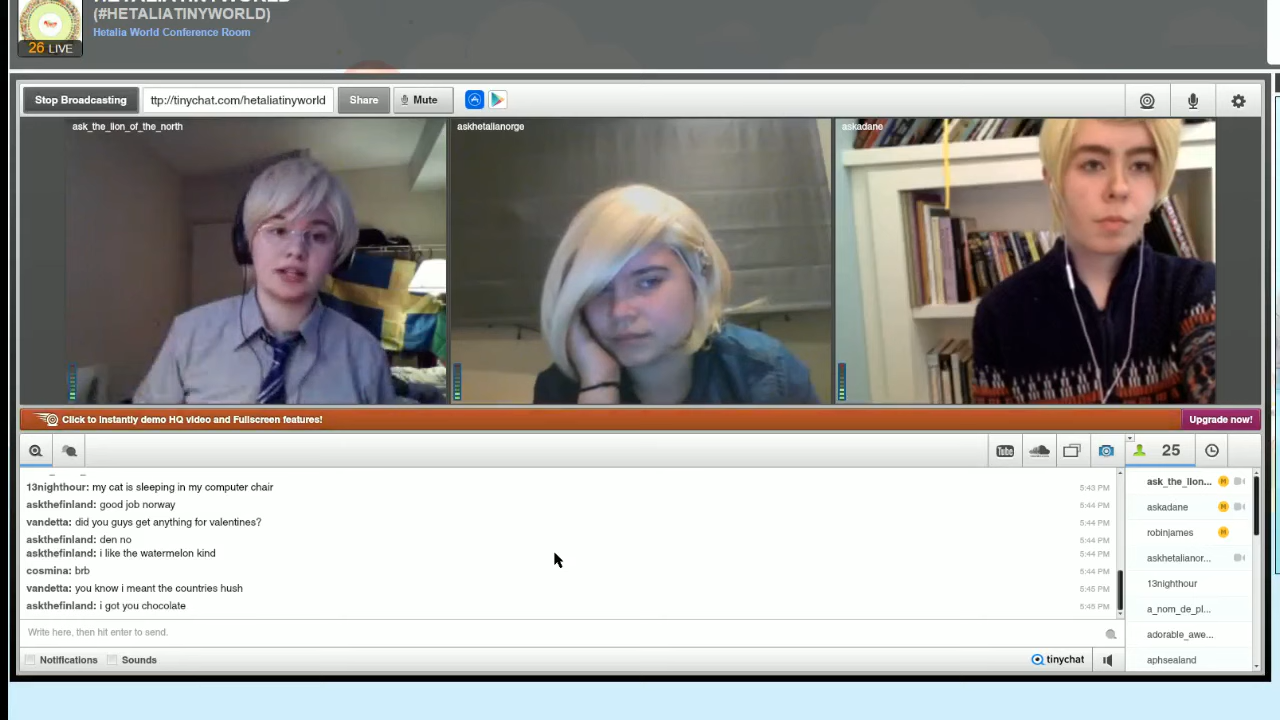 HETALIATINYWORLD
(#HETALIATINYWORLD)
Hetalia World Conference Room
26 LIVE
Stop Broadcasting
ttp://tinychat.com/hetaliatinyworld
Share
Mute
ask_the_lion_of_the_north
askhetalianorge
askadane
Click to instantly demo HQ video and Fullscreen features!
Upgrade now!
You Tube
25
13nighthour: my cat is sleeping in my computer chair 5:43 PM
askthefinland: good job norway 5:44 PM
vandetta: did you guys get anything for valentines? 5:44 PM
askthefinland: den no 5:44 PM
askthefinland: i like the watermelon kind 5:44 PM
cosmina: brb 5:44 PM
vandetta: you know i meant the countries hush 5:45 PM
askthefinland: i got you chocolate 5:45 PM
ask_the_lion... M
askadane M
robinjames M
askhetalianor...
13nighthour
a_nom_de_pl...
adorable_awe...
aphsealand
Write here, then hit enter to send.
Notifications
Sounds
tinychat